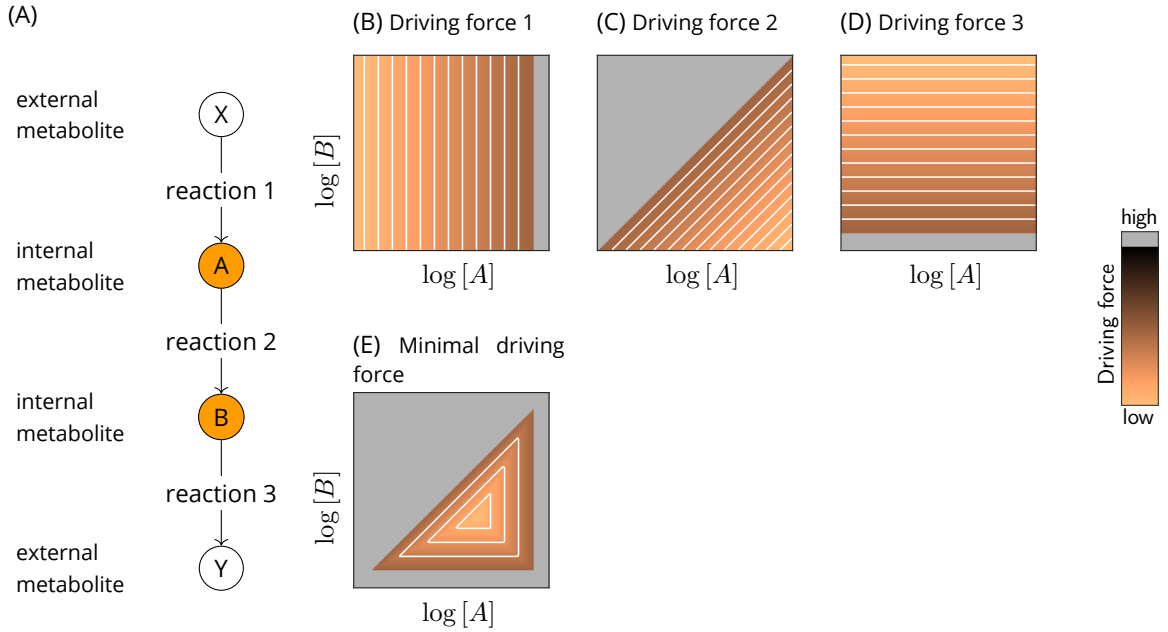 (A)
external
metabolite
X
reaction 1
internal
metabolite
A
reaction 2
internal
metabolite
B
reaction 3
external
metabolite
Y
(B) Driving force 1
log [B]
log [A]
(C) Driving force 2
log [A]
(D) Driving force 3
log [A]
(E) Minimal driving
force
log [B]
log [A]
high
Driving force
low